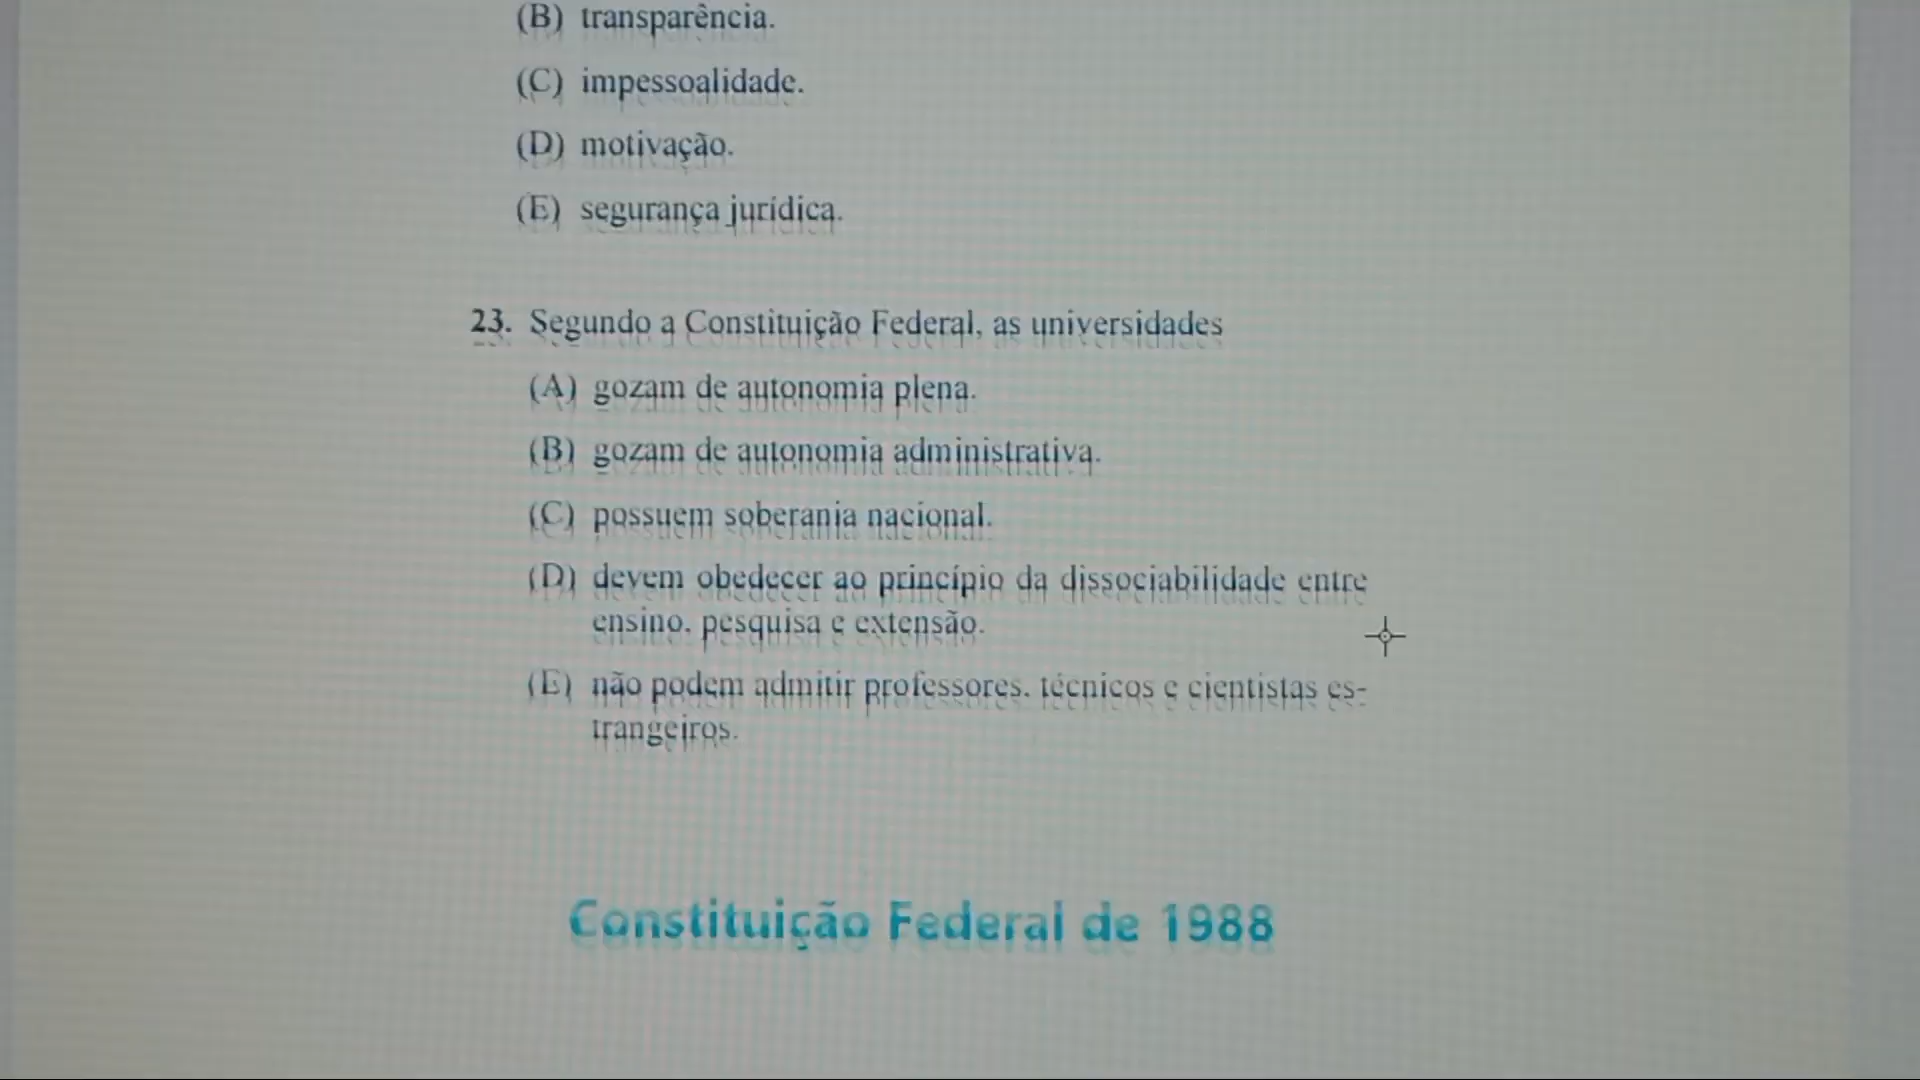 (B) transparência.
(C) impessoalidade.
(D) motivação.
(E) segurança jurídica.
23. Segundo a Constituição Federal, as universidades
(A) gozam de autonomia plena.
(B) gozam de autonomia administrativa.
(C) possuem soberania nacional.
(D) devem obedecer ao princípio da dissociabilidade entre
ensino, pesquisa e extensão.
(E) não podem admitir professores, técnicos e cientistas es-
trangeiros.
Constituição Federal de 1988